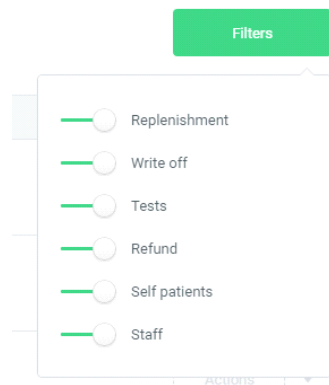 Filters
Replenishment
Write off
Tests
Refund
Self patients
Staff
Actions